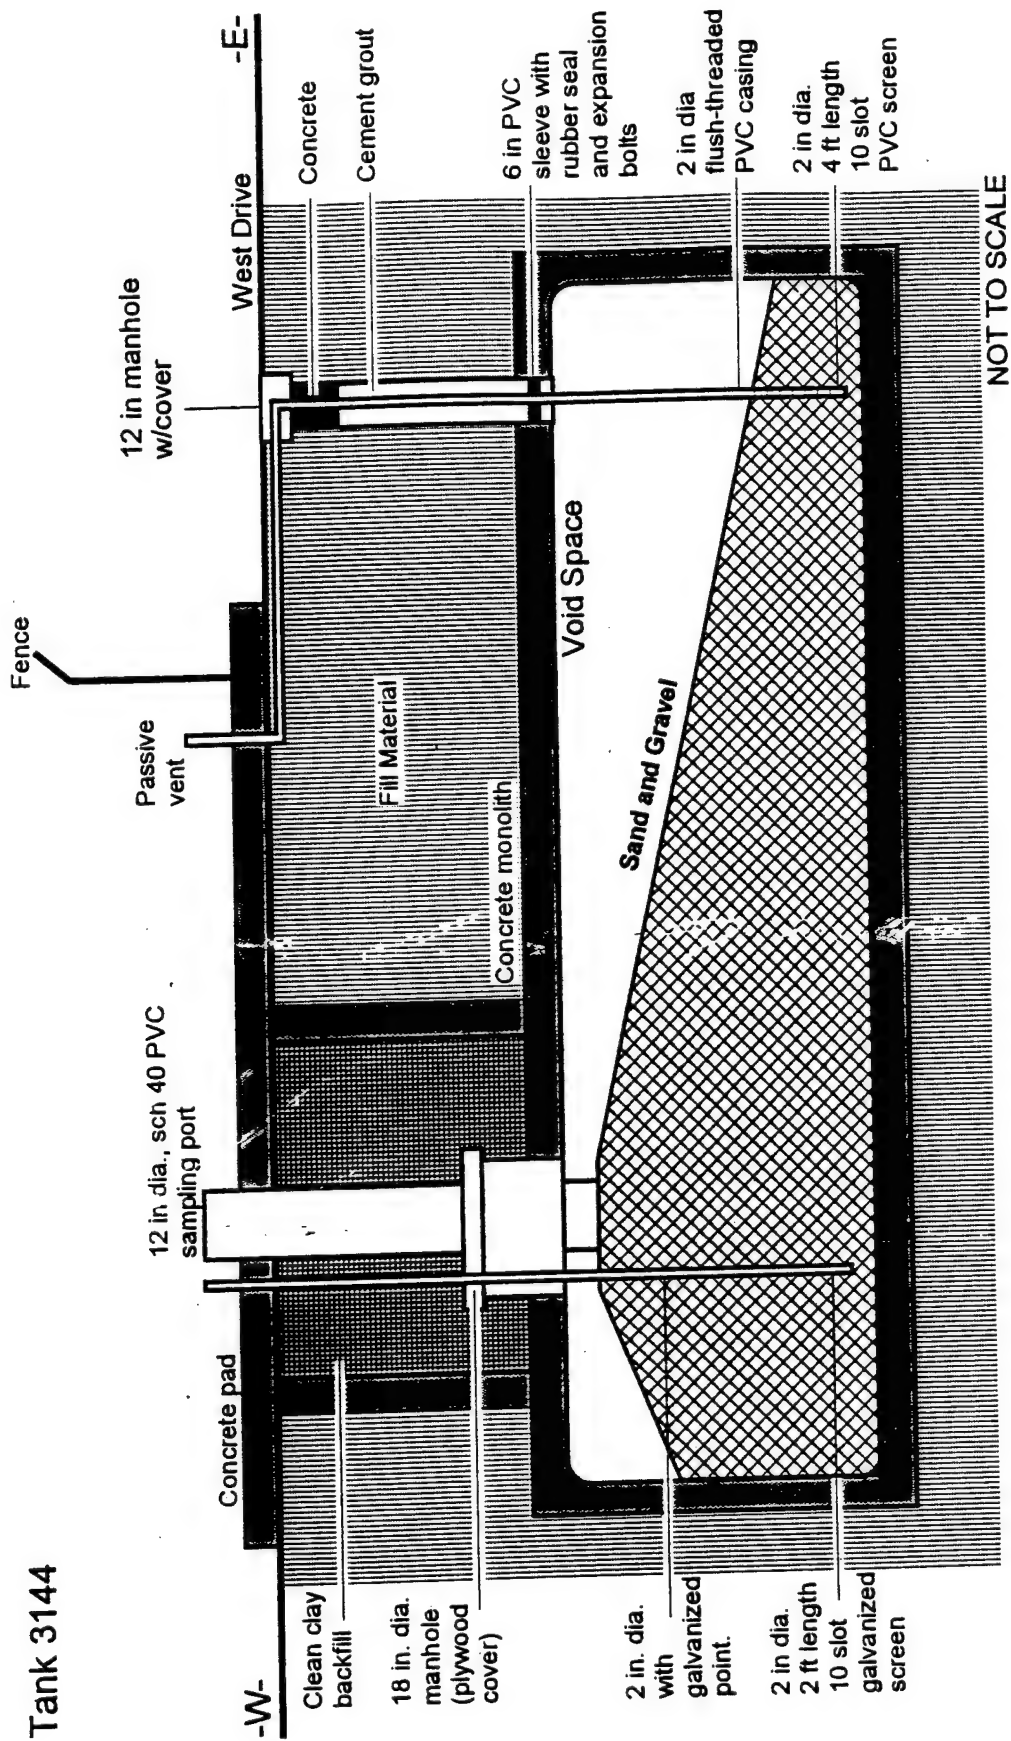 Tank 3144
-W-
-E-
Concrete pad
12 in dia., sch 40 PVC
sampling port
Passive
vent
Fence
12 in manhole
w/cover
West Drive
Clean clay
backfill
18 in. dia.
manhole
(plywood
cover)
2 in. dia.
with
galvanized
point.
2 in dia.
2 ft length
10 slot
galvanized
screen
Fill Material
Concrete monolith
Void Space
Sand and Gravel
Concrete
Cement grout
6 in PVC
sleeve with
rubber seal
and expansion
bolts
2 in dia
flush-threaded
PVC casing
2 in dia.
4 ft length
10 slot
PVC screen
NOT TO SCALE